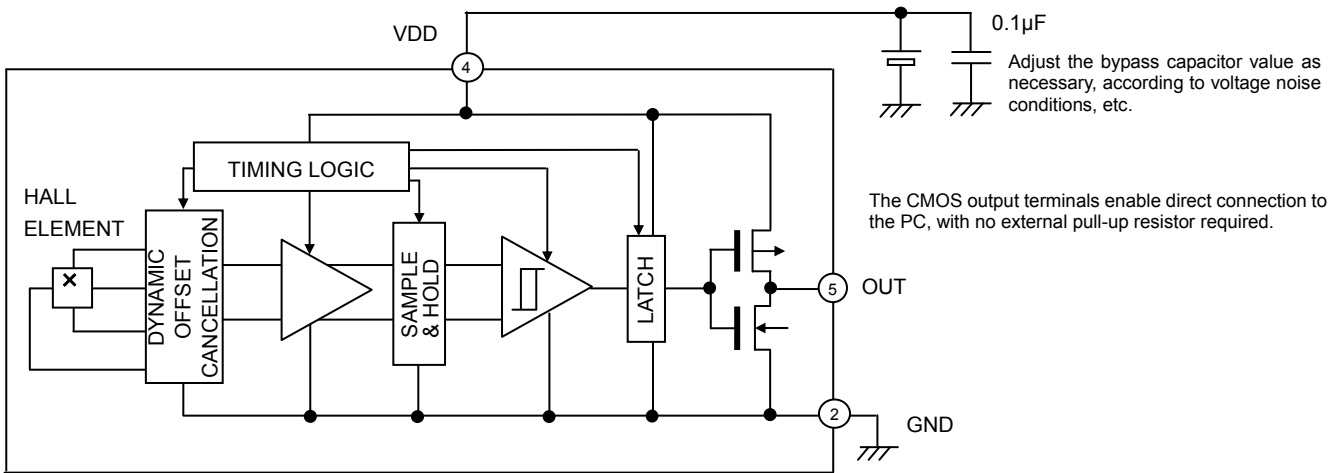 VDD
0.1µF
4
Adjust the bypass capacitor value as
necessary, according to voltage noise
conditions, etc.
TIMING LOGIC
HALL
ELEMENT
×
DYNAMIC
OFFSET
CANCELLATION
SAMPLE
& HOLD
LATCH
The CMOS output terminals enable direct connection to
the PC, with no external pull-up resistor required.
5
OUT
2
GND